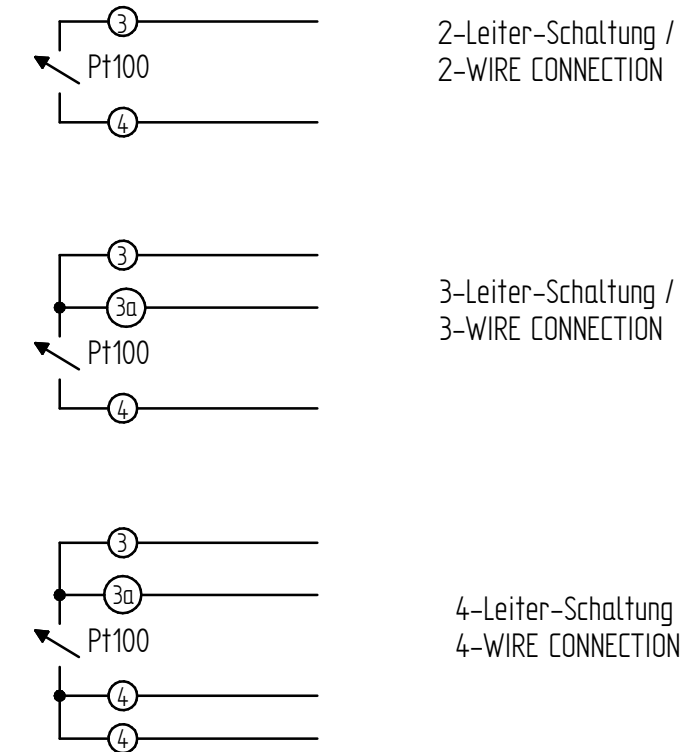 3
2-Leiter-Schaltung /
Pt100
2-WIRE CONNECTION
4
3
3a
3-Leiter-Schaltung /
3-WIRE CONNECTION
Pt100
4
3
3a
4-Leiter-Schaltung
Pt100
4-WIRE CONNECTION
4
4